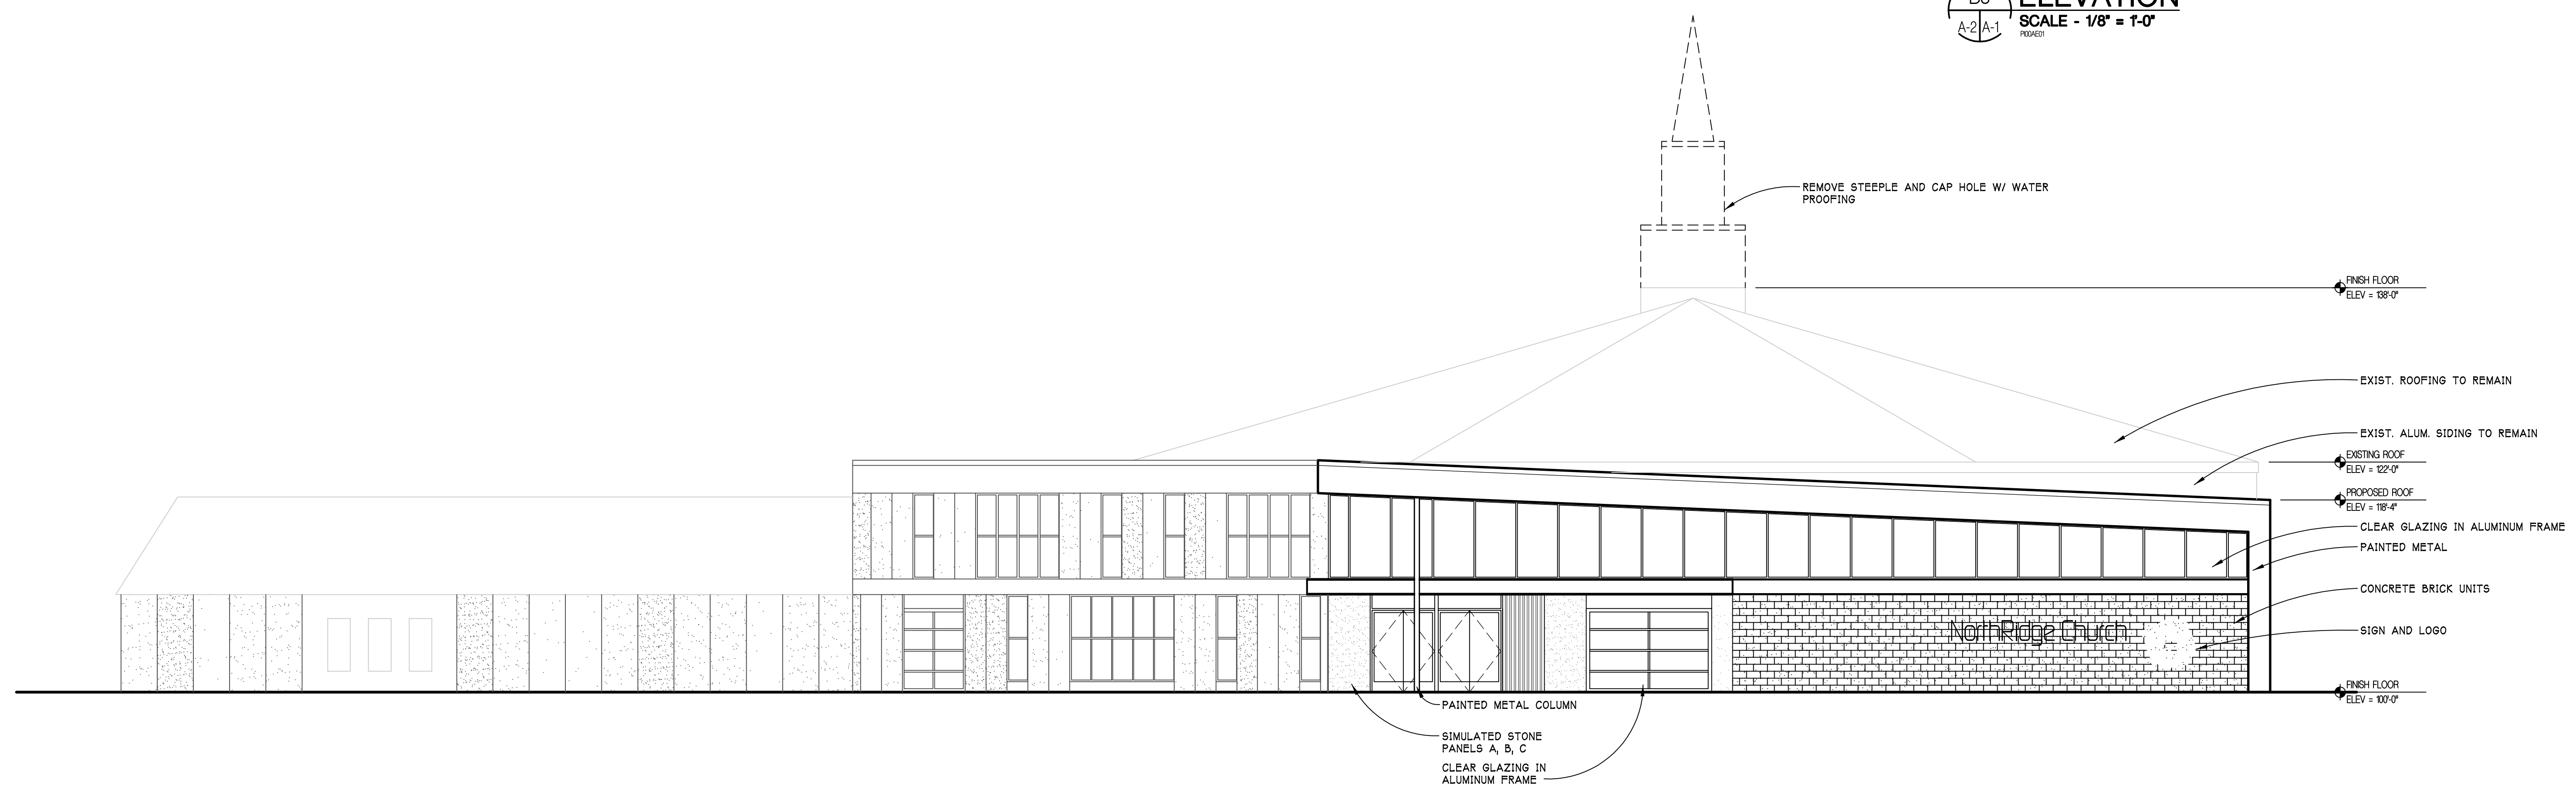 ELEVATION
A-2 A-1
SCALE - 1/8" = 1'-0"
P100AE01
REMOVE STEEPLE AND CAP HOLE W/ WATER
PROOFING
FINISH FLOOR
ELEV = 138'-0"
EXIST. ROOFING TO REMAIN
EXIST. ALUM. SIDING TO REMAIN
EXISTING ROOF
ELEV = 122'-0"
PROPOSED ROOF
ELEV = 118'-4"
CLEAR GLAZING IN ALUMINUM FRAME
PAINTED METAL
CONCRETE BRICK UNITS
NorthRidge Church
SIGN AND LOGO
FINISH FLOOR
ELEV = 100'-0"
PAINTED METAL COLUMN
SIMULATED STONE
PANELS A, B, C
CLEAR GLAZING IN
ALUMINUM FRAME